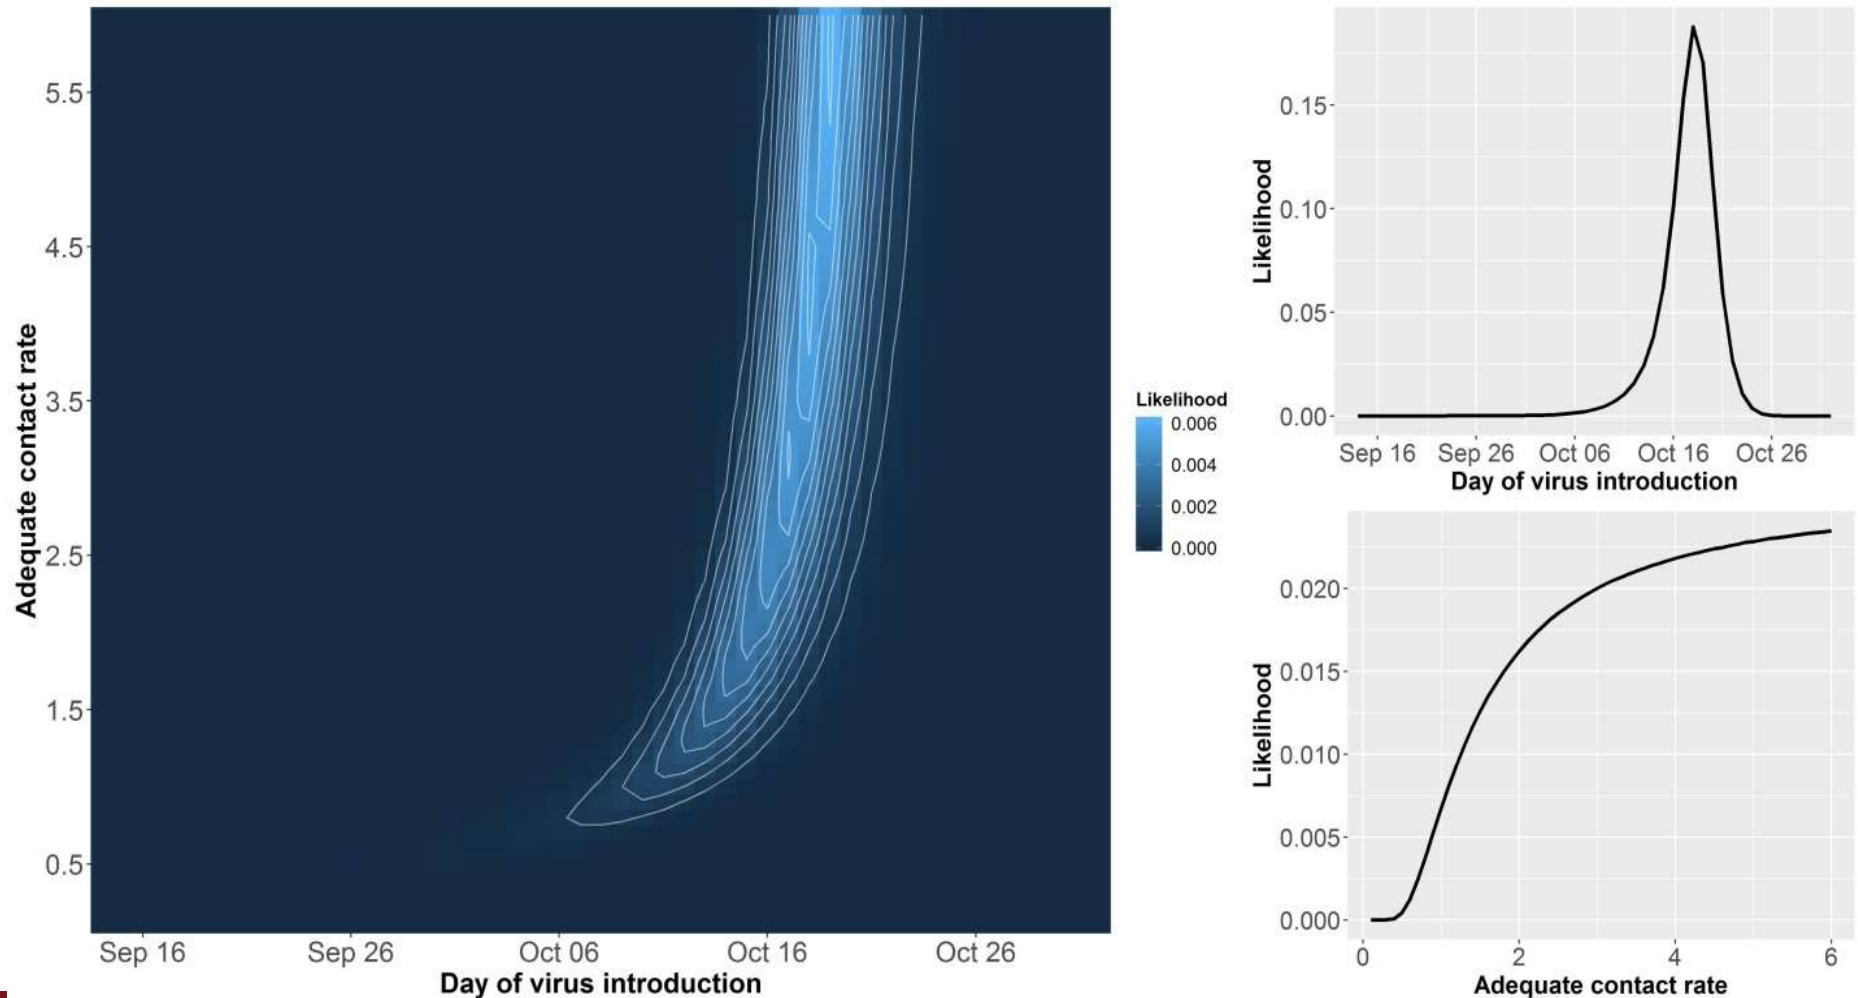 5.5
4.5
3.5
2.5
1.5
0.5
Adequate contact rate
Sep 16 Sep 26 Oct 06 Oct 16 Oct 26
Day of virus introduction
Likelihood
0.006
0.004
0.002
0.000
0.15
0.10
0.05
0.00
Likelihood
Sep 16 Sep 26 Oct 06 Oct 16 Oct 26
Day of virus introduction
0.020
0.015
0.010
0.005
0.000
Likelihood
0 2 4 6
Adequate contact rate